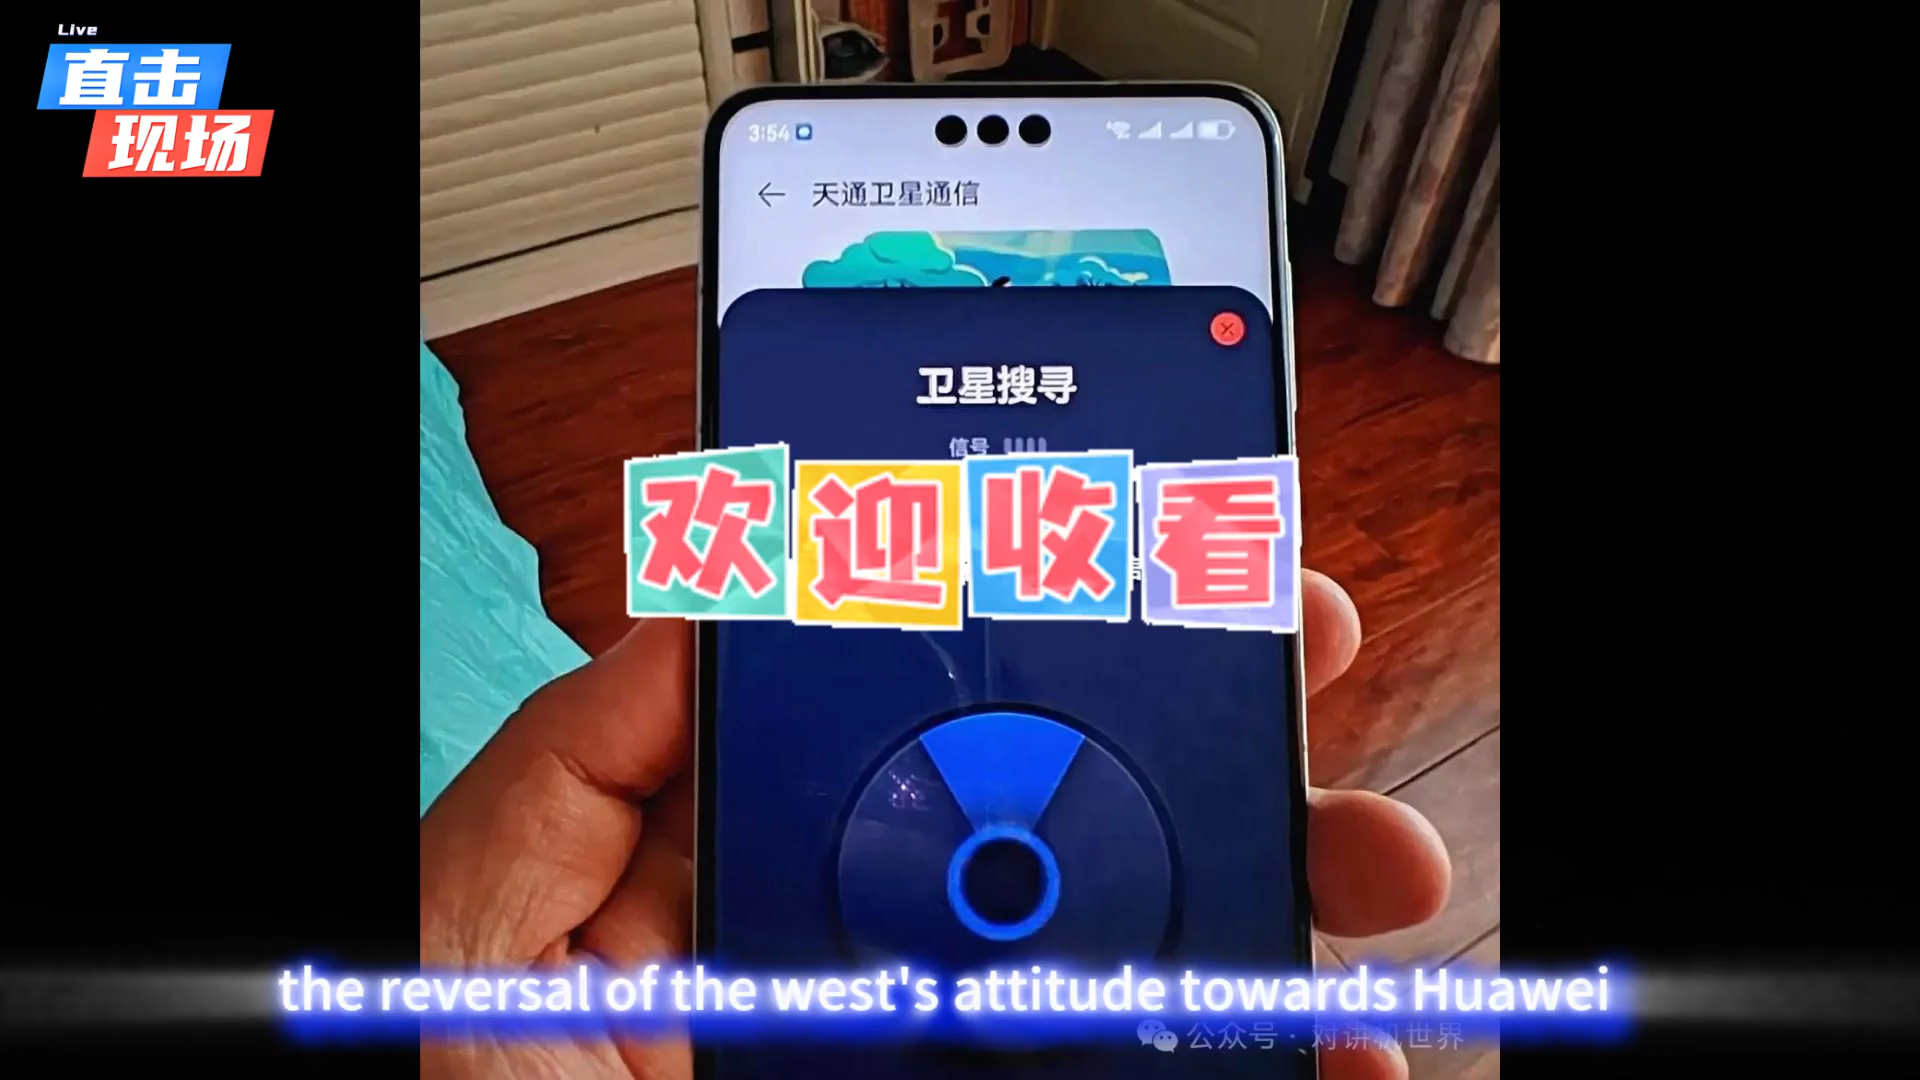 Live
直击
现场
3:54
天通卫星通信
卫星搜寻
信号
欢迎收看
the reversal of the west's attitude towards Huawei
公众号 · 对讲机世界